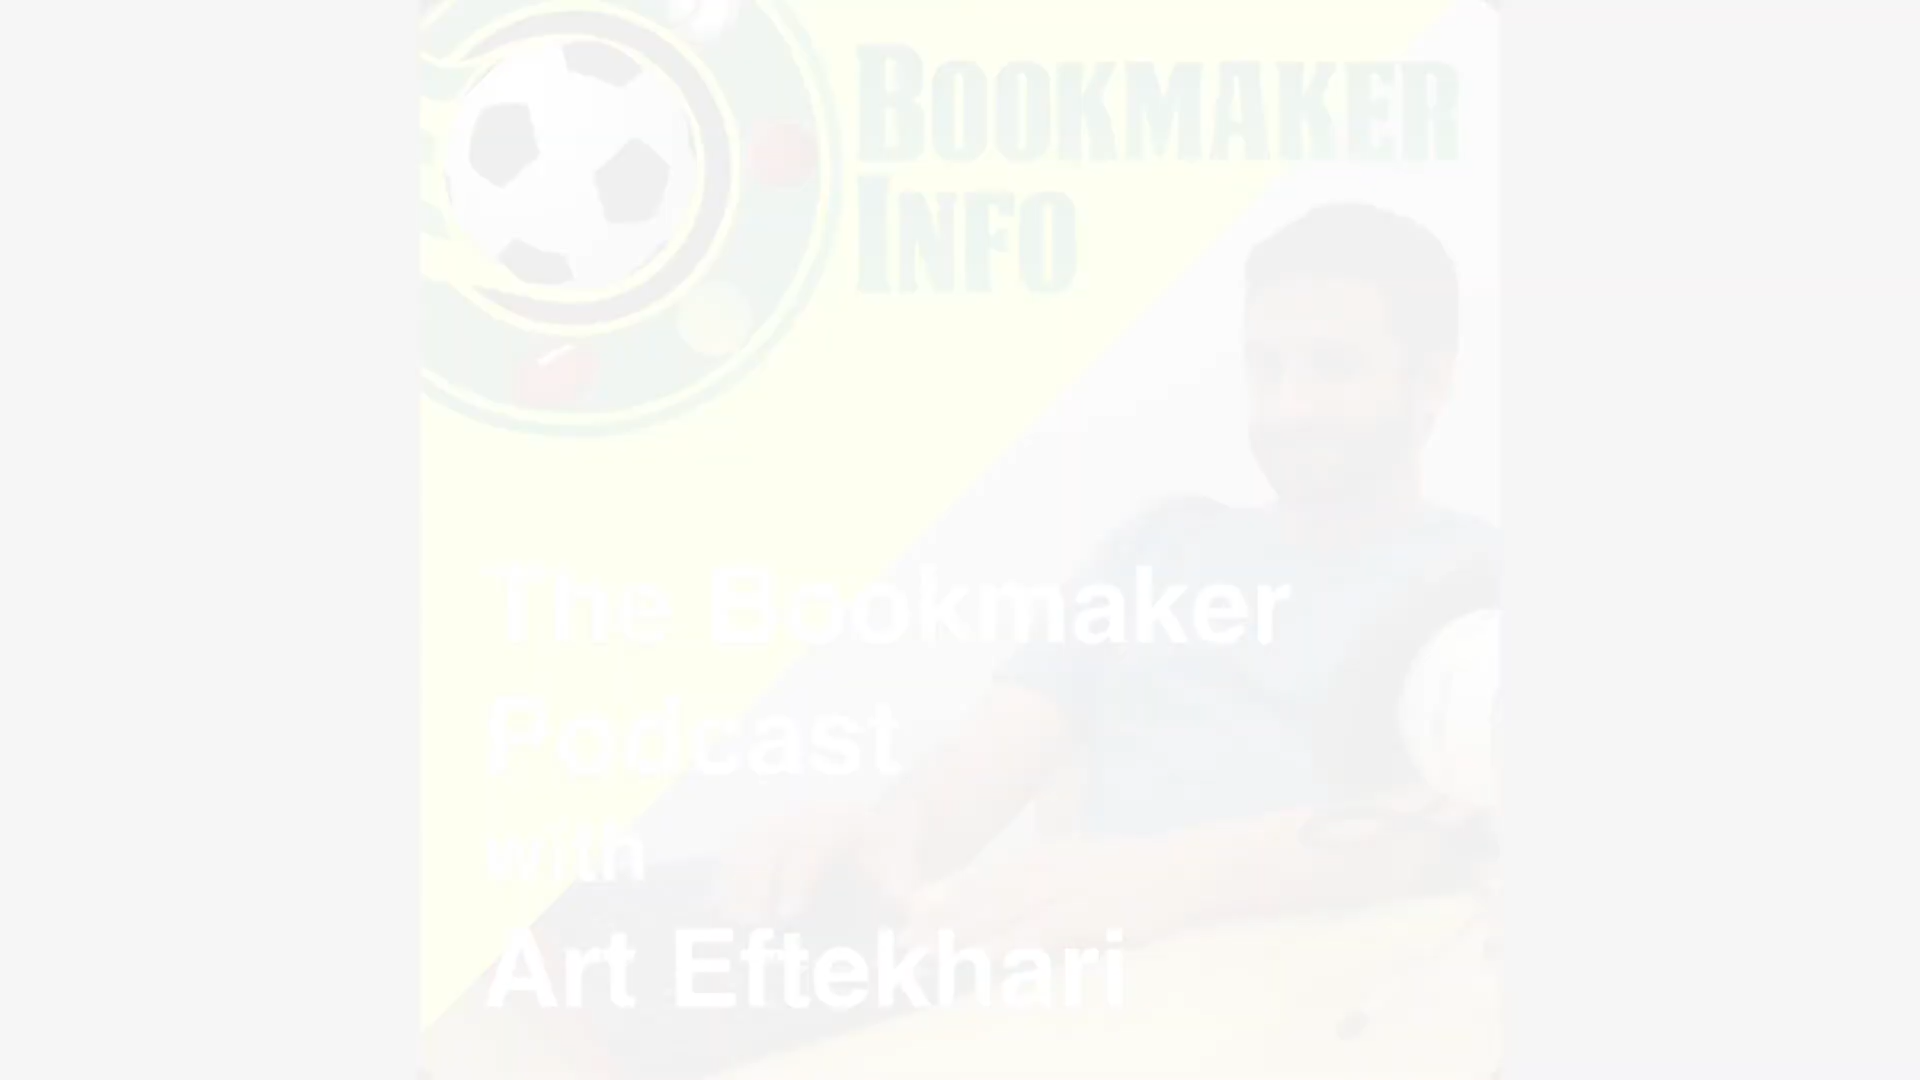 BOOKMAKER
INFO
The Bookmaker
Podcast
with
Art Eftekhari